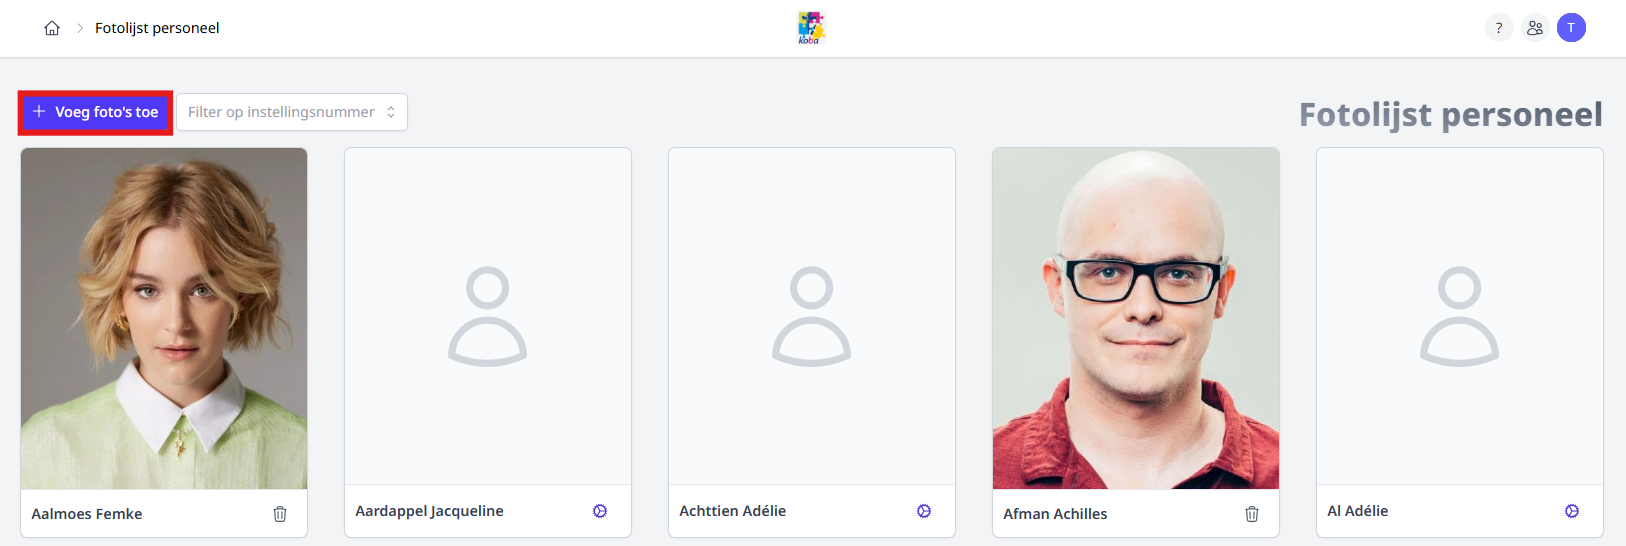 Fotolijst personeel
koba
?
T
Voeg foto's toe
Filter op instellingsnummer
Fotolijst personeel
Aalmoes Femke
Aardappel Jacqueline
Achttien Adélie
Afman Achilles
Al Adélie